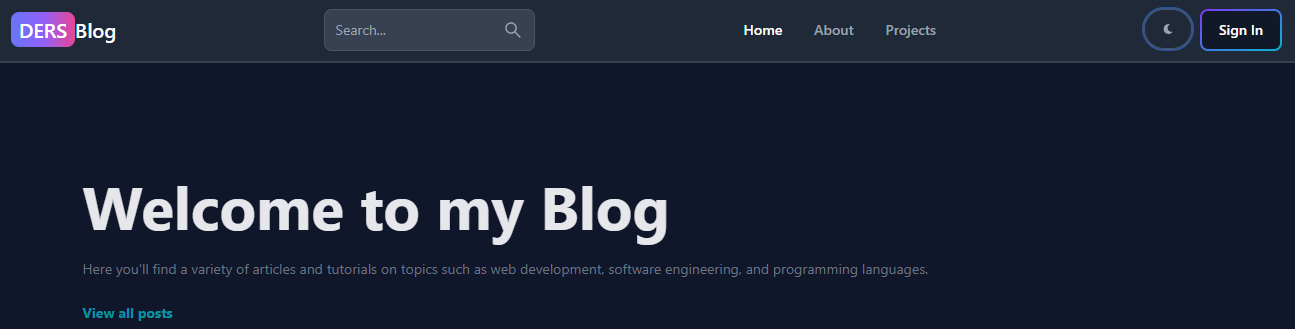 DERS Blog
Search...
Home
About
Projects
Sign In
Welcome to my Blog
Here you'll find a variety of articles and tutorials on topics such as web development, software engineering, and programming languages.
View all posts